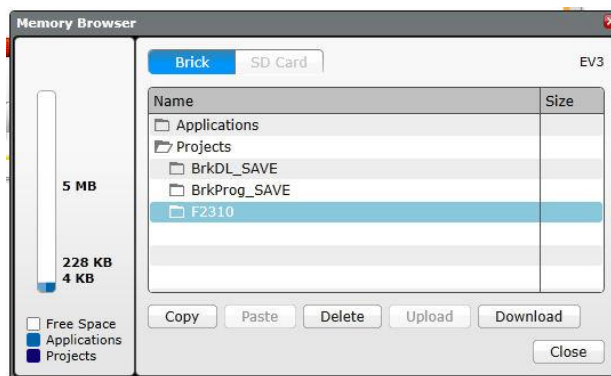 Memory Browser
Brick
SD Card
EV3
Name
Size
Applications
Projects
BrkDL_SAVE
BrkProg_SAVE
F2310
5 MB
228 KB
4 KB
Free Space
Applications
Projects
Copy
Paste
Delete
Upload
Download
Close